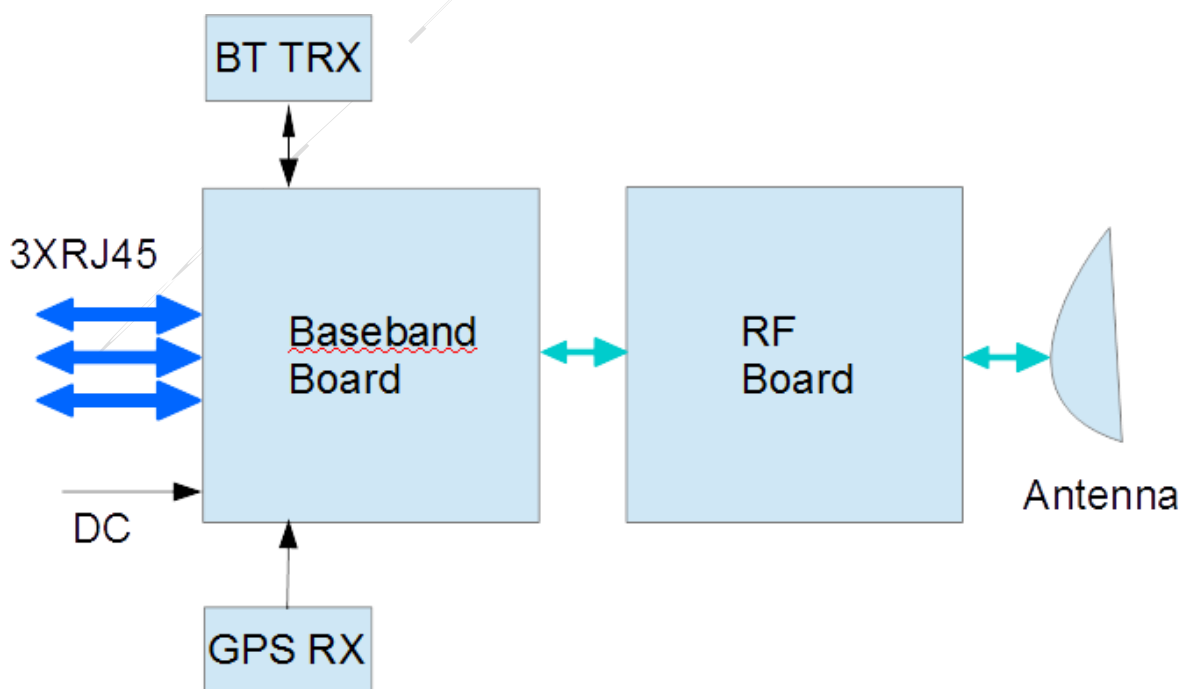 BT TRX
3XRJ45
Baseband
Board
RF
Board
Antenna
DC
GPS RX